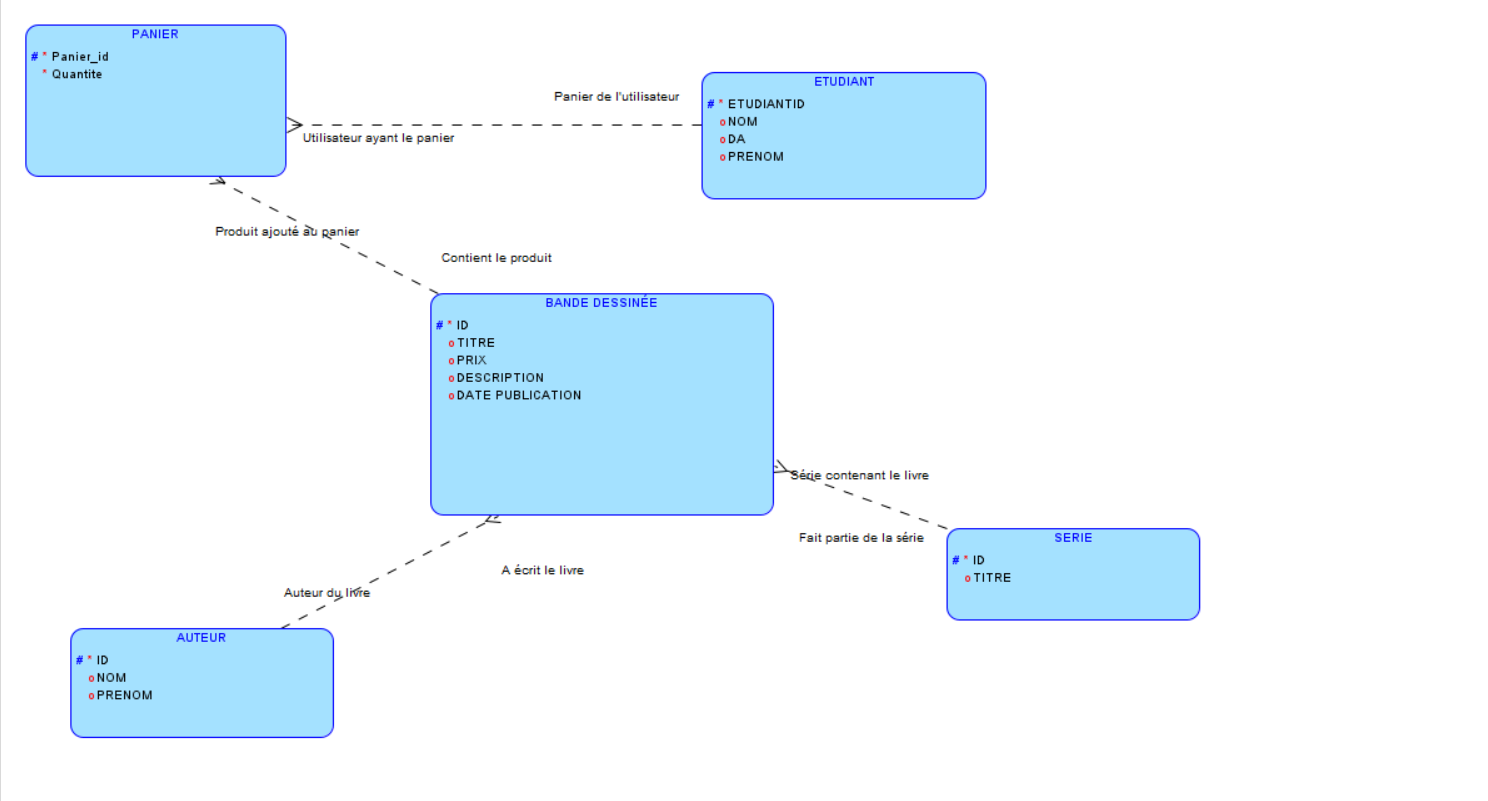 PANIER
# * Panier_id
* Quantite
ETUDIANT
# * ETUDIANTID
o NOM
o DA
o PRENOM
Panier de l'utilisateur
Utilisateur ayant le panier
Produit ajouté au panier
Contient le produit
BANDE DESSINÉE
# * ID
o TITRE
o PRIX
o DESCRIPTION
o DATE PUBLICATION
Série contenant le livre
Fait partie de la série
SERIE
# * ID
o TITRE
A écrit le livre
Auteur du livre
AUTEUR
# * ID
o NOM
o PRENOM